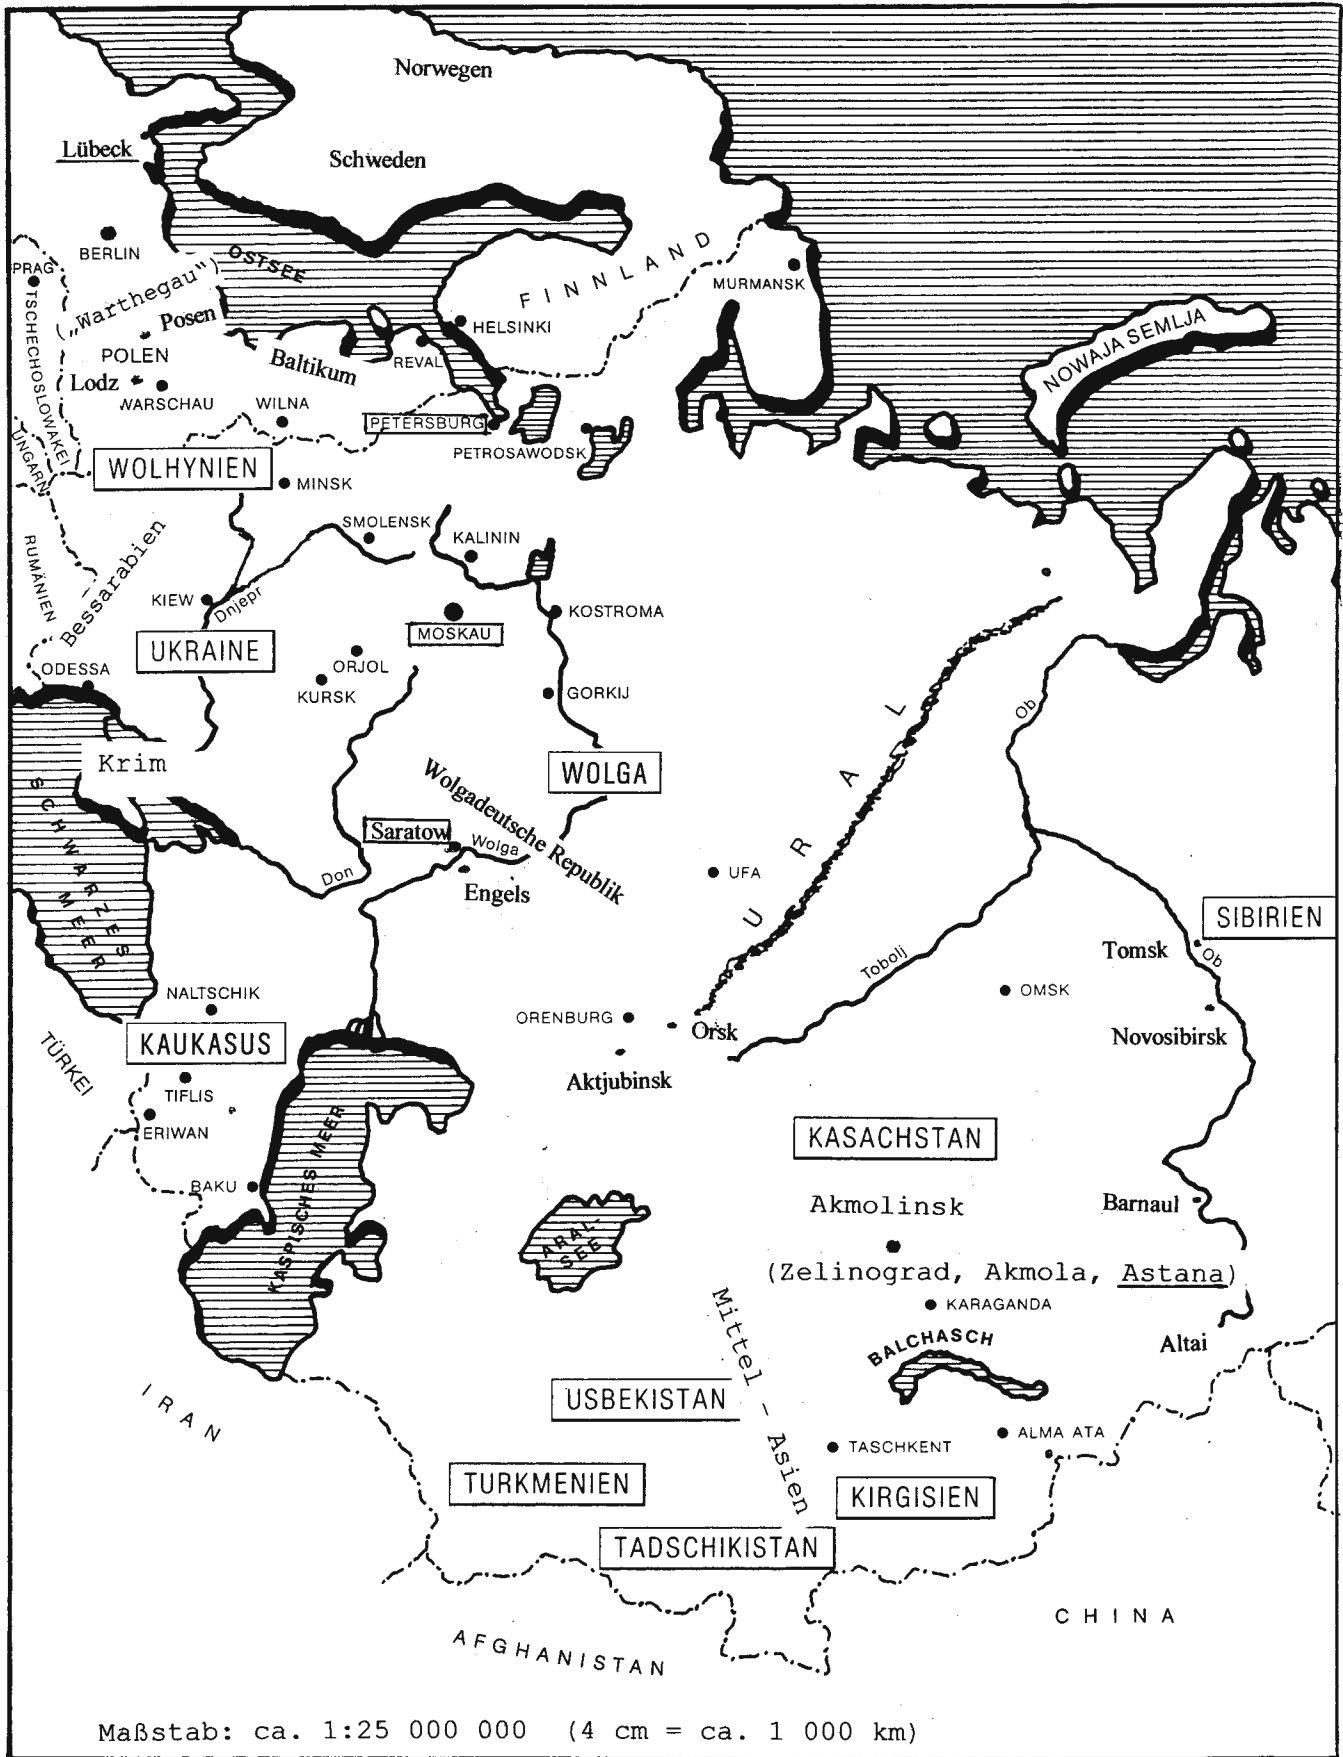 Norwegen
Lübeck
Schweden
BERLIN
OSTSEE
FINNLAND
PRAG
MURMANSK
TSCHECHOSLOWAKEI
(„Warthegau")
Posen
HELSINKI
NOWAJA SEMLJA
POLEN
Baltikum
REVAL
Lodz
WARSCHAU
WILNA
PETERSBURG
UNGARN
PETROSAWODSK
WOLHYNIEN
MINSK
SMOLENSK
KALININ
RUMÄNIEN
Bessarabien
KIEW
Dnjepr
KOSTROMA
MOSKAU
UKRAINE
ORJOL
ODESSA
KURSK
GORKIJ
URAL
Ob
Krim
WOLGA
SCHWARZES
MEER
Wolgadeutsche Republik
Saratow
Wolga
Don
Engels
UFA
SIBIRIEN
Tomsk
Ob
Tobolj
NALTSCHIK
OMSK
ORENBURG
Orsk
Novosibirsk
KAUKASUS
TÜRKEI
Aktjubinsk
TIFLIS
ERIWAN
KASACHSTAN
KASPISCHES MEER
BAKU
Akmolinsk
Barnaul
ARAL-
SEE
(Zelinograd, Akmola, Astana)
KARAGANDA
Mittel - Asien
BALCHASCH
Altai
IRAN
USBEKISTAN
ALMA ATA
TASCHKENT
TURKMENIEN
KIRGISIEN
TADSCHIKISTAN
CHINA
AFGHANISTAN
Maßstab: ca. 1:25 000 000 (4 cm = ca. 1 000 km)